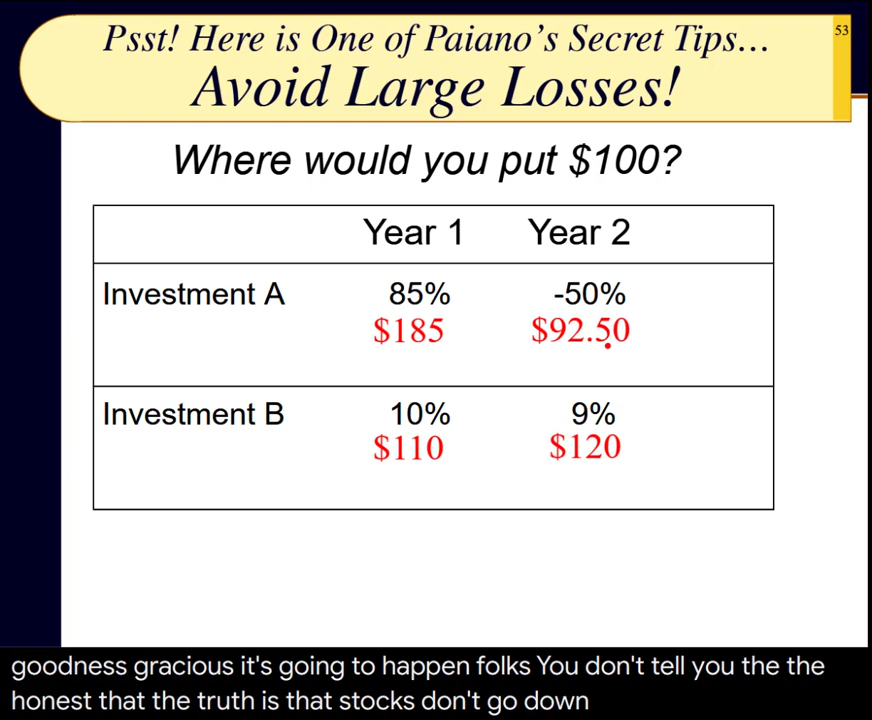 Psst! Here is One of Paiano's Secret Tips...
53
Avoid Large Losses!
Where would you put $100?
Year 1 Year 2
Investment A 85% -50%
$185 $92.50
Investment B 10% 9%
$110 $120
goodness gracious it's going to happen folks You don't tell you the the
honest that the truth is that stocks don't go down